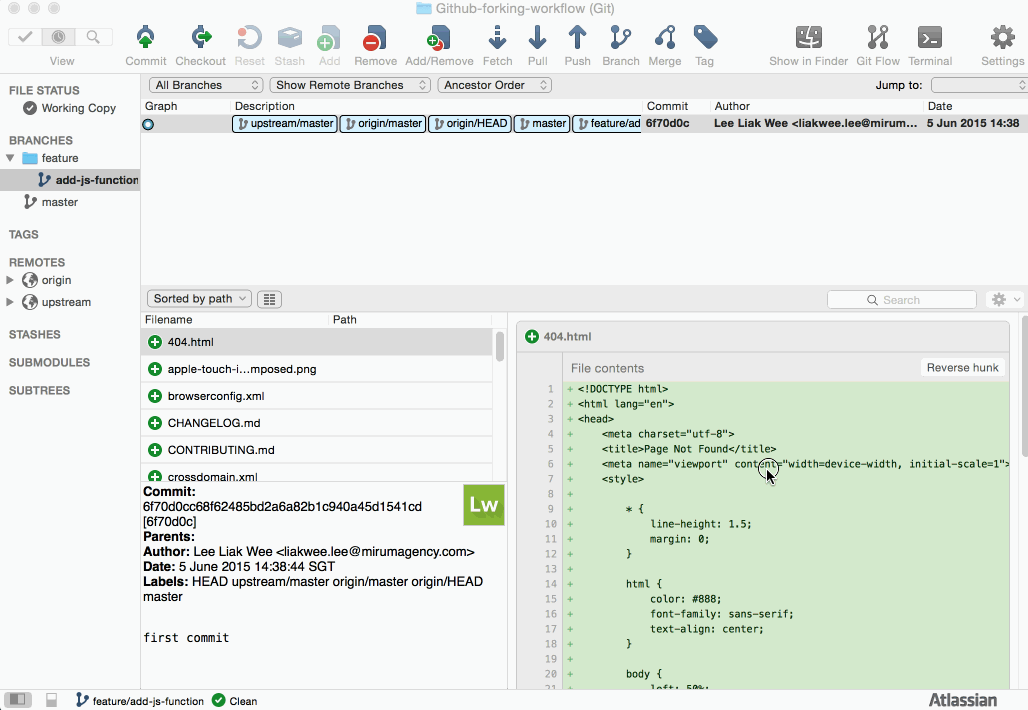 Github-forking-workflow (Git)
View
Commit
Checkout
Reset
Stash
Add
Remove
Add/Remove
Fetch
Pull
Push
Branch
Merge
Tag
Show in Finder
Git Flow
Terminal
Settings
FILE STATUS
Working Copy
BRANCHES
feature
add-js-function
master
TAGS
REMOTES
origin
upstream
STASHES
SUBMODULES
SUBTREES
All Branches
Show Remote Branches
Ancestor Order
Jump to:
Graph Description Commit Author Date
upstream/master origin/master origin/HEAD master feature/ad 6f70d0c Lee Liak Wee <liakwee.lee@mirum... 5 Jun 2015 14:38
Sorted by path
Search
Filename Path
404.html
apple-touch-i...mposed.png
browserconfig.xml
CHANGELOG.md
CONTRIBUTING.md
crossdomain.xml
Commit:
6f70d0cc68f62485bd2a6a82b1c940a45d1541cd
[6f70d0c]
Parents:
Author: Lee Liak Wee <liakwee.lee@mirumagency.com>
Date: 5 June 2015 14:38:44 SGT
Labels: HEAD upstream/master origin/master origin/HEAD
master
Lw
first commit
404.html
File contents
Reverse hunk
1 + <!DOCTYPE html>
2 + <html lang="en">
3 + <head>
4 + <meta charset="utf-8">
5 + <title>Page Not Found</title>
6 + <meta name="viewport" content="width=device-width, initial-scale=1">
7 + <style>
8 +
9 + * {
10 + line-height: 1.5;
11 + margin: 0;
12 + }
13 +
14 + html {
15 + color: #888;
16 + font-family: sans-serif;
17 + text-align: center;
18 + }
19 +
20 + body {
21 + left: 50%;
feature/add-js-function
Clean
Atlassian